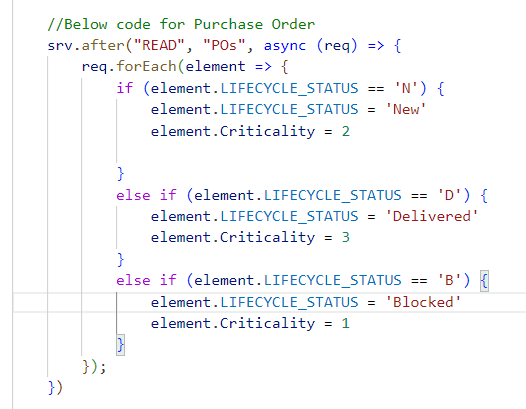 //Below code for Purchase Order
srv.after("READ", "POs", async (req) => {
req.forEach(element => {
if (element.LIFECYCLE_STATUS == 'N') {
element.LIFECYCLE_STATUS = 'New'
element.Criticality = 2
}
else if (element.LIFECYCLE_STATUS == 'D') {
element.LIFECYCLE_STATUS = 'Delivered'
element.Criticality = 3
}
else if (element.LIFECYCLE_STATUS == 'B') {
element.LIFECYCLE_STATUS = 'Blocked'
element.Criticality = 1
}
});
})